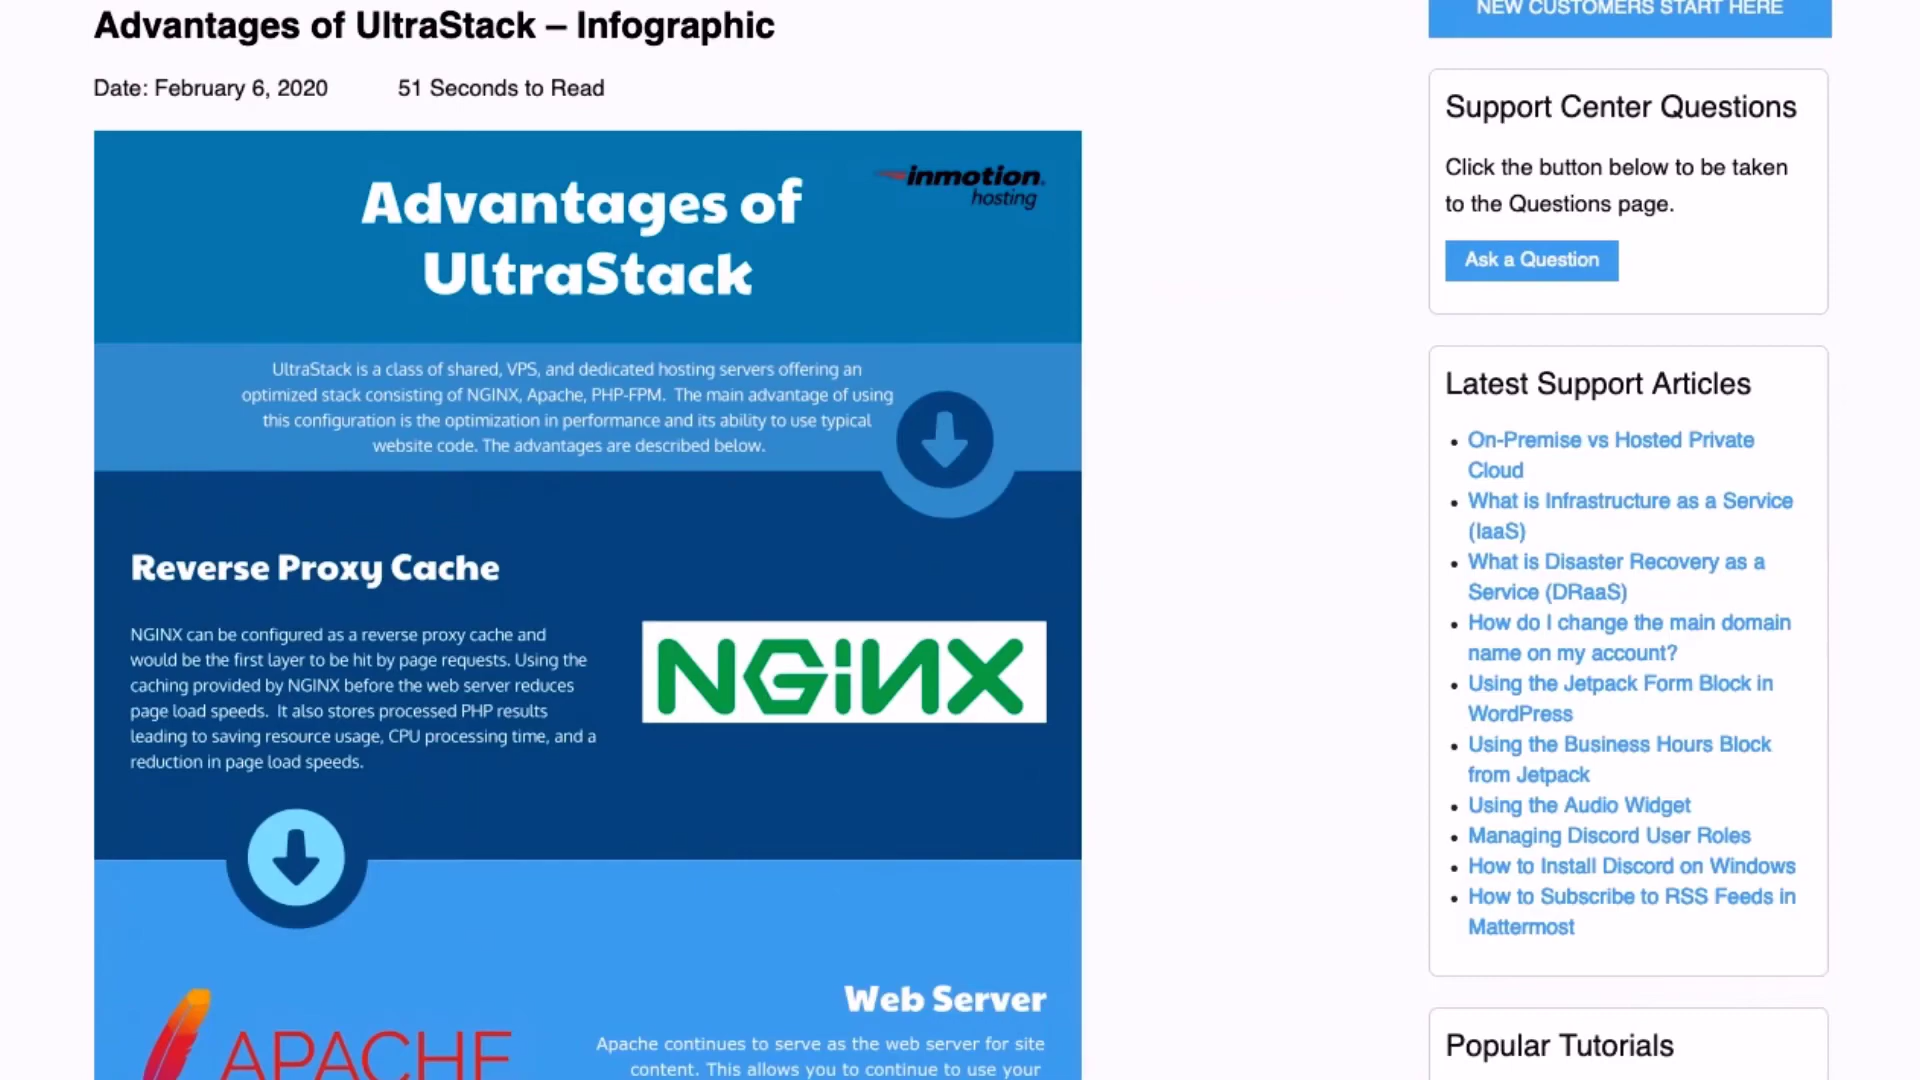 Advantages of UltraStack – Infographic
Date: February 6, 2020 51 Seconds to Read
inmotion
hosting
Advantages of
UltraStack
UltraStack is a class of shared, VPS, and dedicated hosting servers offering an
optimized stack consisting of NGINX, Apache, PHP-FPM. The main advantage of using
this configuration is the optimization in performance and its ability to use typical
website code. The advantages are described below.
Reverse Proxy Cache
NGINX can be configured as a reverse proxy cache and
would be the first layer to be hit by page requests. Using the
caching provided by NGINX before the web server reduces
page load speeds. It also stores processed PHP results
leading to saving resource usage, CPU processing time, and a
reduction in page load speeds.
NGINX
Web Server
APACHE
Apache continues to serve as the web server for site
content. This allows you to continue to use your
NEW CUSTOMERS START HERE
Support Center Questions
Click the button below to be taken
to the Questions page.
Ask a Question
Latest Support Articles
On-Premise vs Hosted Private
Cloud
What is Infrastructure as a Service
(IaaS)
What is Disaster Recovery as a
Service (DRaaS)
How do I change the main domain
name on my account?
Using the Jetpack Form Block in
WordPress
Using the Business Hours Block
from Jetpack
Using the Audio Widget
Managing Discord User Roles
How to Install Discord on Windows
How to Subscribe to RSS Feeds in
Mattermost
Popular Tutorials